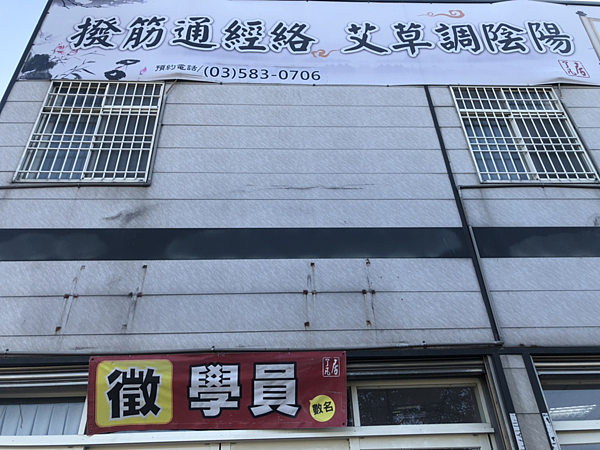 撥筋通經絡 艾草調陰陽
預約電話/(03)583-0706
徵 學員
數名